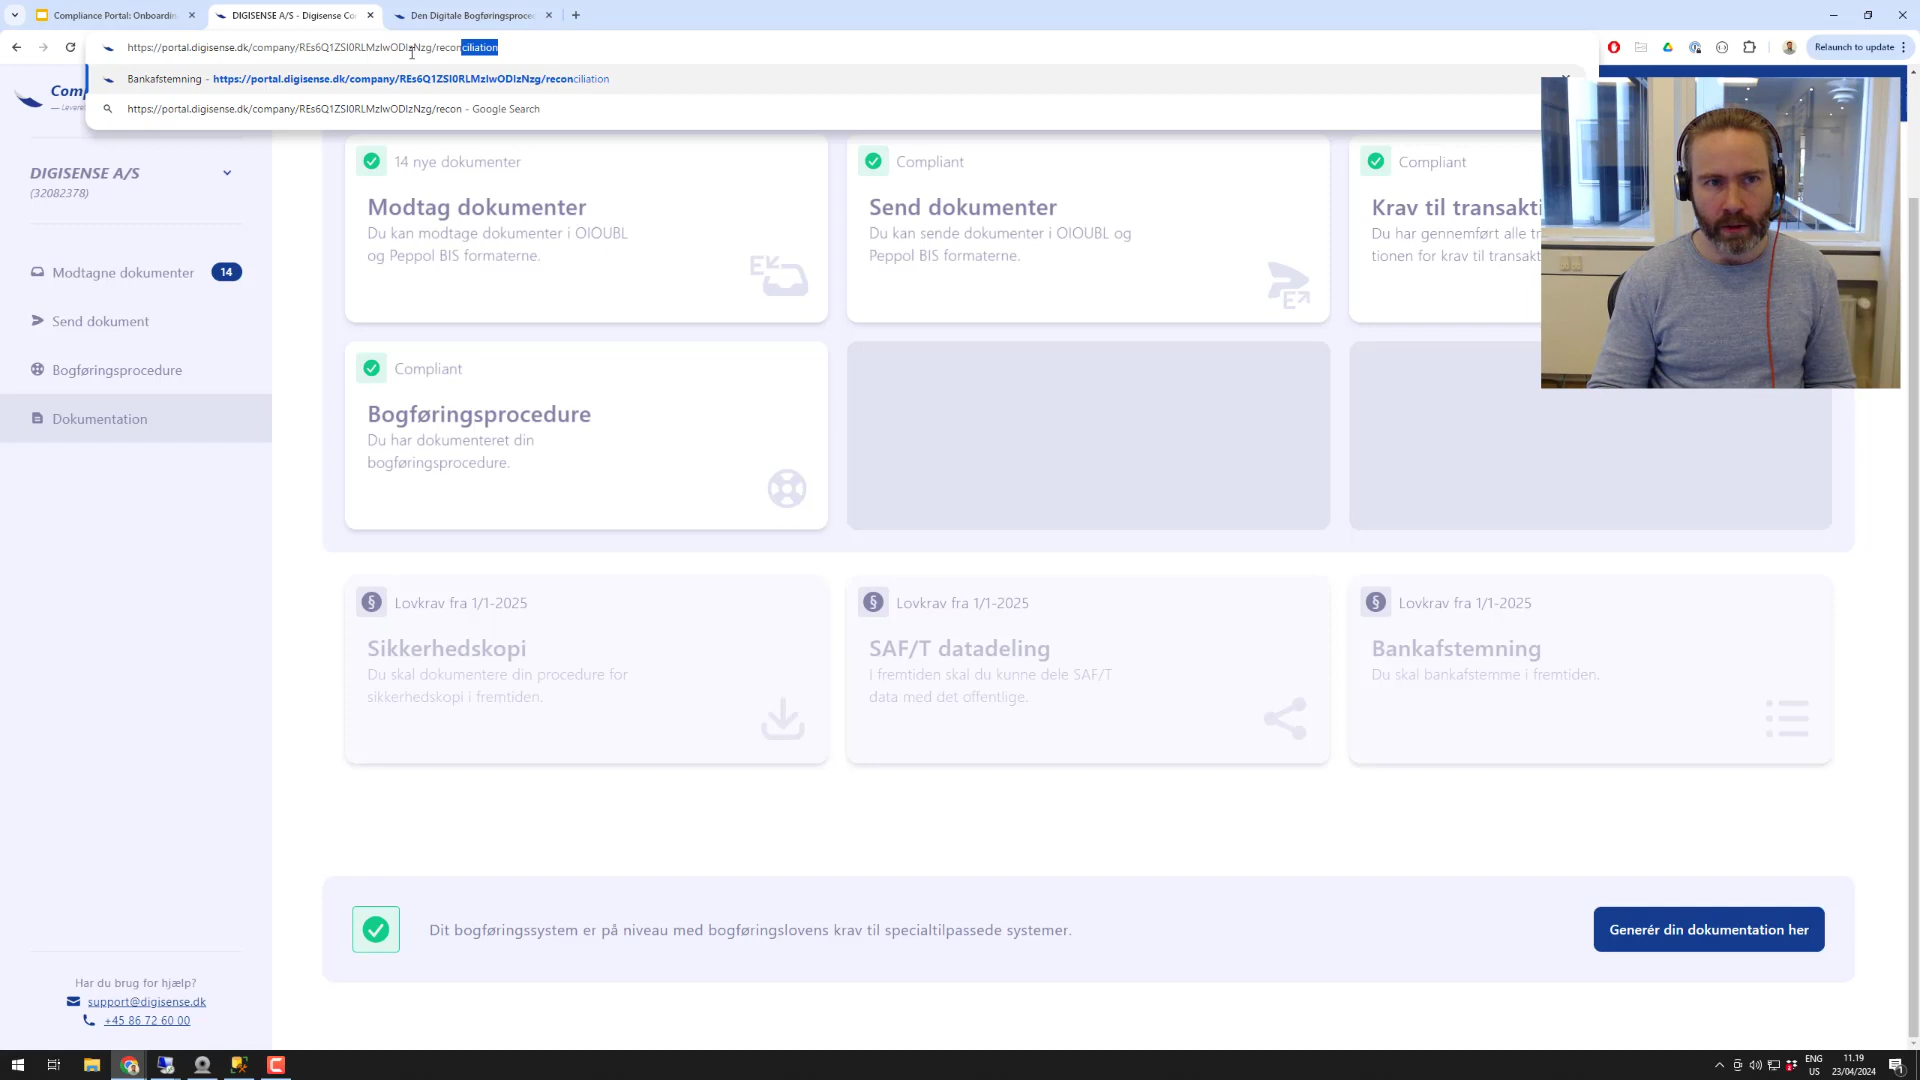 Compliance Portal: Onboardin
DIGISENSE A/S - Digisense Co
Den Digitale Bogføringsproce
https://portal.digisense.dk/company/REs6Q1ZSI0RLMzIwODIzNzg/reconciliation
Relaunch to update
Bankafstemning - https://portal.digisense.dk/company/REs6Q1ZSI0RLMzIwODIzNzg/reconciliation
https://portal.digisense.dk/company/REs6Q1ZSI0RLMzIwODIzNzg/recon - Google Search
Com
DIGISENSE A/S
(32082378)
Modtagne dokumenter 14
Send dokument
Bogføringsprocedure
Dokumentation
14 nye dokumenter
Modtag dokumenter
Du kan modtage dokumenter i OIOUBL
og Peppol BIS formaterne.
Compliant
Send dokumenter
Du kan sende dokumenter i OIOUBL og
Peppol BIS formaterne.
Compliant
Krav til transakti
Du har gennemført alle tr
tionen for krav til transakt
Compliant
Bogføringsprocedure
Du har dokumenteret din
bogføringsprocedure.
§ Lovkrav fra 1/1-2025
Sikkerhedskopi
Du skal dokumentere din procedure for
sikkerhedskopi i fremtiden.
§ Lovkrav fra 1/1-2025
SAF/T datadeling
I fremtiden skal du kunne dele SAF/T
data med det offentlige.
§ Lovkrav fra 1/1-2025
Bankafstemning
Du skal bankafstemme i fremtiden.
Dit bogføringssystem er på niveau med bogføringslovens krav til specialtilpassede systemer.
Generér din dokumentation her
Har du brug for hjælp?
support@digisense.dk
+45 86 72 60 00
ENG
US
11.19
23/04/2024